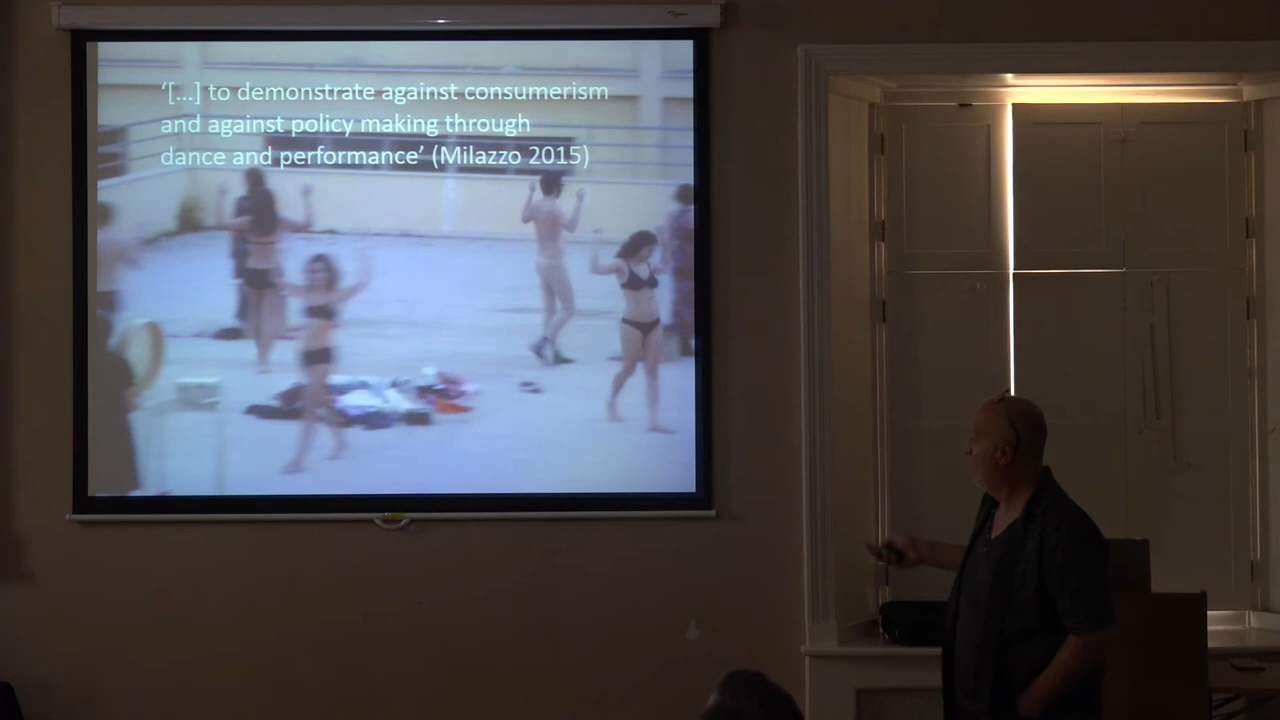 ‘[...] to demonstrate against consumerism
and against policy making through
dance and performance’ (Milazzo 2015)